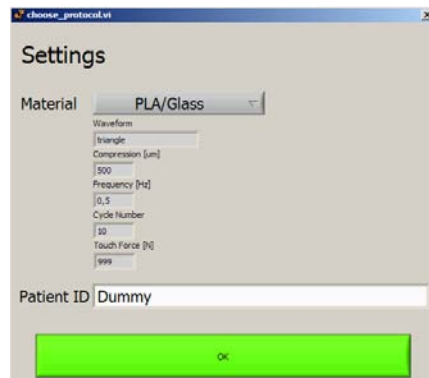 choose_protocol.vi
Settings
Material PLA/Glass
Waveform
triangle
Compression [um]
500
Frequency [Hz]
0,5
Cycle Number
10
Touch Force [N]
999
Patient ID Dummy
OK